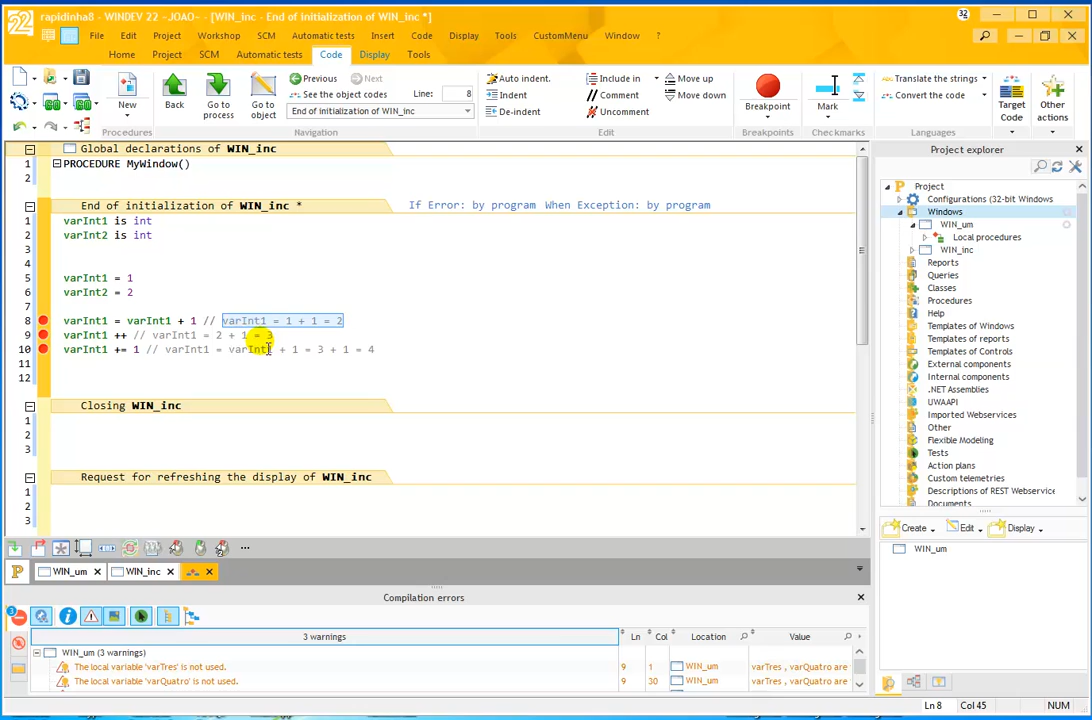 22 rapidinha8 - WINDEV 22 - JOAO- - [WIN_inc - End of initialization of WIN_inc *] 32
File Edit Project Workshop SCM Automatic tests Insert Code Display Tools CustomMenu Window ?
Home Project SCM Automatic tests Code Display Tools
New Back Go to process Go to object
Procedures
Previous Next
See the object codes Line: 8
End of initialization of WIN_inc
Navigation
Auto indent.
Indent
De-indent
Include in
Comment
Uncomment
Move up
Move down
Edit
Breakpoint
Breakpoints
Mark
Checkmarks
Translate the strings
Convert the code
Languages
Target Code
Other actions
Global declarations of WIN_inc
1 PROCEDURE MyWindow()
2
End of initialization of WIN_inc * If Error: by program When Exception: by program
1 varInt1 is int
2 varInt2 is int
3
4
5 varInt1 = 1
6 varInt2 = 2
7
8 varInt1 = varInt1 + 1 // varInt1 = 1 + 1 = 2
9 varInt1 ++ // varInt1 = 2 + 1 = 3
10 varInt1 += 1 // varInt1 = varInt1 + 1 = 3 + 1 = 4
11
12
Closing WIN_inc
1
2
3
Request for refreshing the display of WIN_inc
1
2
3
Project explorer
Project
Configurations (32-bit Windows
Windows
WIN_um
Local procedures
WIN_inc
Reports
Queries
Classes
Procedures
Help
Templates of Windows
Templates of Reports
Templates of Controls
External components
Internal components
.NET Assemblies
UWAAPI
Imported Webservices
Other
Flexible Modeling
Tests
Action plans
Custom telemetries
Descriptions of REST Webservice
Documents
Create Edit Display
WIN_um
P WIN_um WIN_inc
Compilation errors
3
3 warnings Ln Col Location Value
WIN_um (3 warnings)
The local variable 'varTres' is not used. 9 1 WIN_um varTres , varQuatro are
The local variable 'varQuatro' is not used. 9 30 WIN_um varTres , varQuatro are
Ln 8 Col 45 NUM